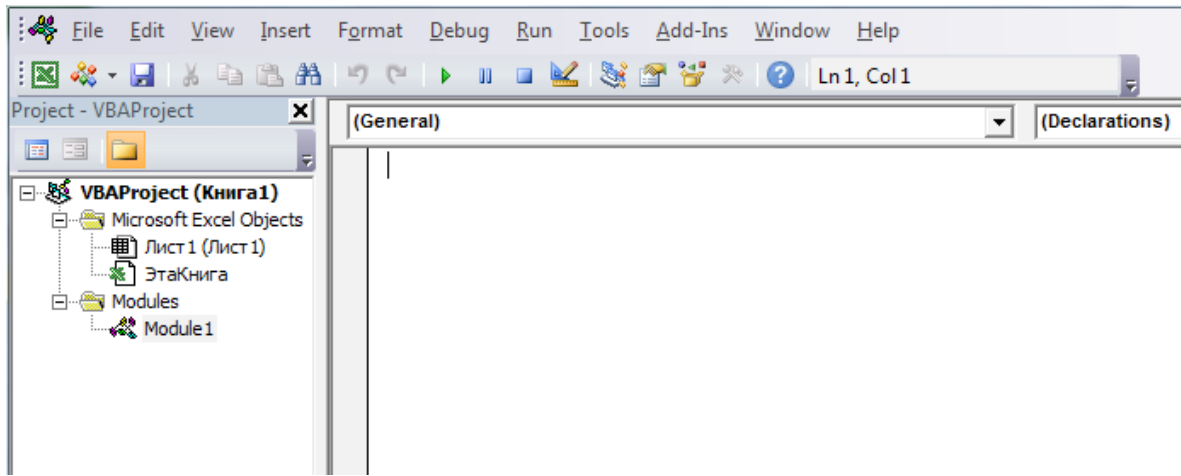 File Edit View Insert Format Debug Run Tools Add-Ins Window Help
Ln 1, Col 1
Project - VBAProject
(General)
(Declarations)
VBAProject (Книга1)
Microsoft Excel Objects
Лист1 (Лист1)
ЭтаКнига
Modules
Module1